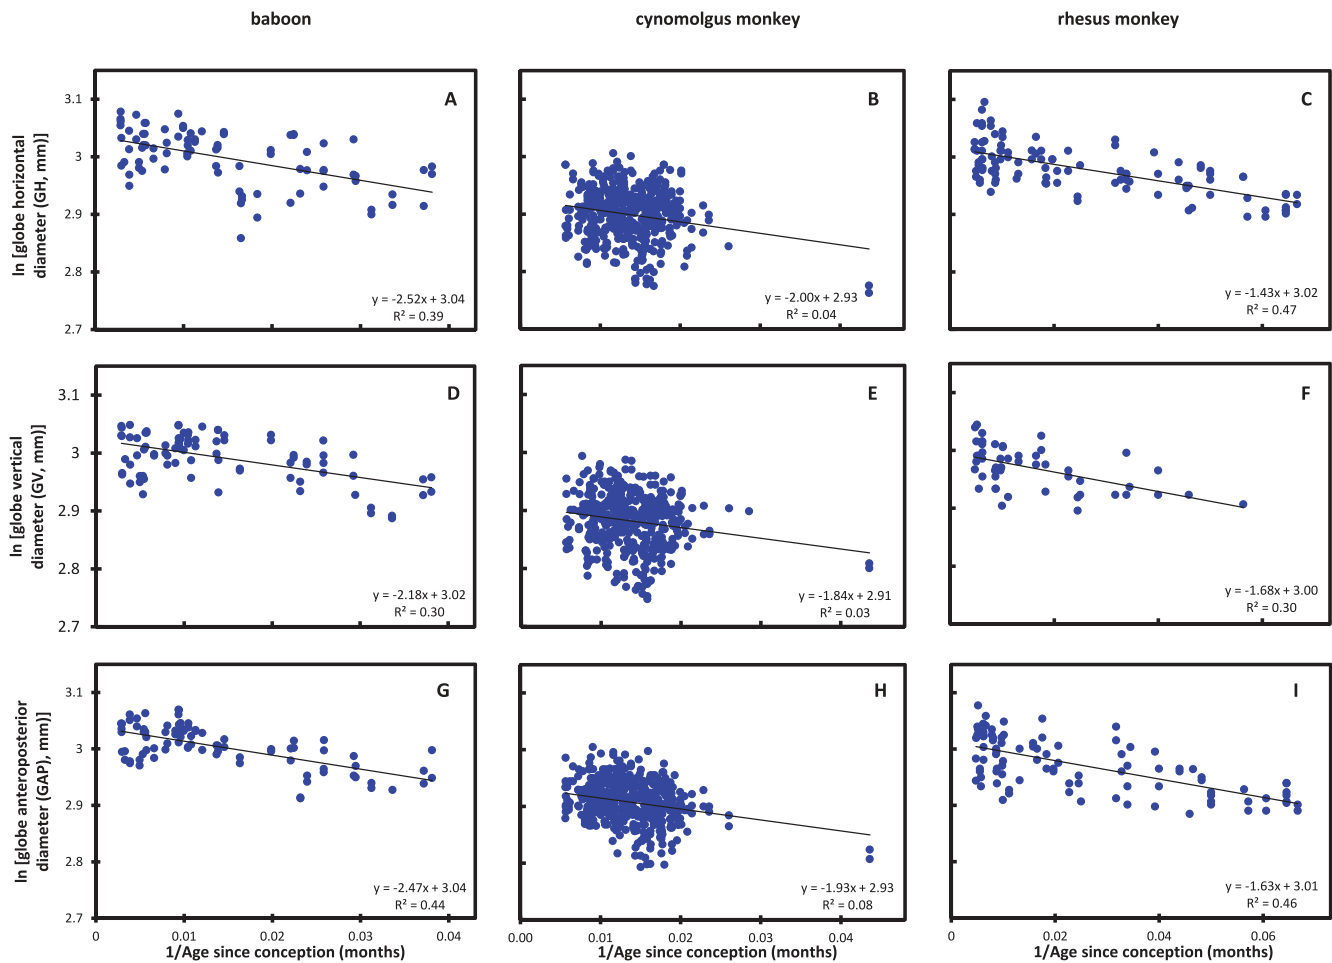 baboon
cynomolgus monkey
rhesus monkey
ln [globe horizontal
diameter (GH, mm)]
3.1
3
2.9
2.8
2.7
A
y = -2.52x + 3.04
R² = 0.39
B
y = -2.00x + 2.93
R² = 0.04
C
y = -1.43x + 3.02
R² = 0.47
ln [globe vertical
diameter (GV, mm)]
3.1
3
2.9
2.8
2.7
D
y = -2.18x + 3.02
R² = 0.30
E
y = -1.84x + 2.91
R² = 0.03
F
y = -1.68x + 3.00
R² = 0.30
ln [globe anteroposterior
diameter (GAP), mm)]
3.1
3
2.9
2.8
2.7
G
y = -2.47x + 3.04
R² = 0.44
H
y = -1.93x + 2.93
R² = 0.08
I
y = -1.63x + 3.01
R² = 0.46
0 0.01 0.02 0.03 0.04
0.00 0.01 0.02 0.03 0.04
0 0.02 0.04 0.06
1/Age since conception (months)
1/Age since conception (months)
1/Age since conception (months)